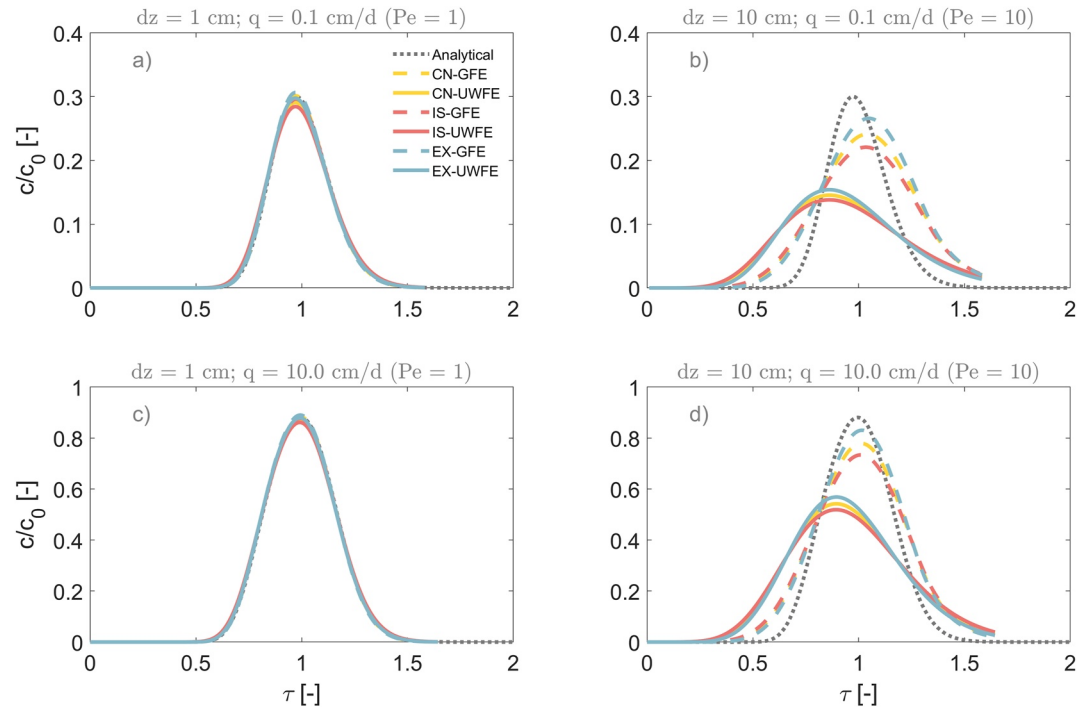 dz = 1 cm; q = 0.1 cm/d (Pe = 1)
a)
c/c0 [-]
0.4
0.3
0.2
0.1
0
0 0.5 1 1.5 2
Analytical
CN-GFE
CN-UWFE
IS-GFE
IS-UWFE
EX-GFE
EX-UWFE
dz = 10 cm; q = 0.1 cm/d (Pe = 10)
b)
0.4
0.3
0.2
0.1
0
0 0.5 1 1.5 2
dz = 1 cm; q = 10.0 cm/d (Pe = 1)
c)
c/c0 [-]
1
0.8
0.6
0.4
0.2
0
0 0.5 1 1.5 2
τ [-]
dz = 10 cm; q = 10.0 cm/d (Pe = 10)
d)
1
0.8
0.6
0.4
0.2
0
0 0.5 1 1.5 2
τ [-]